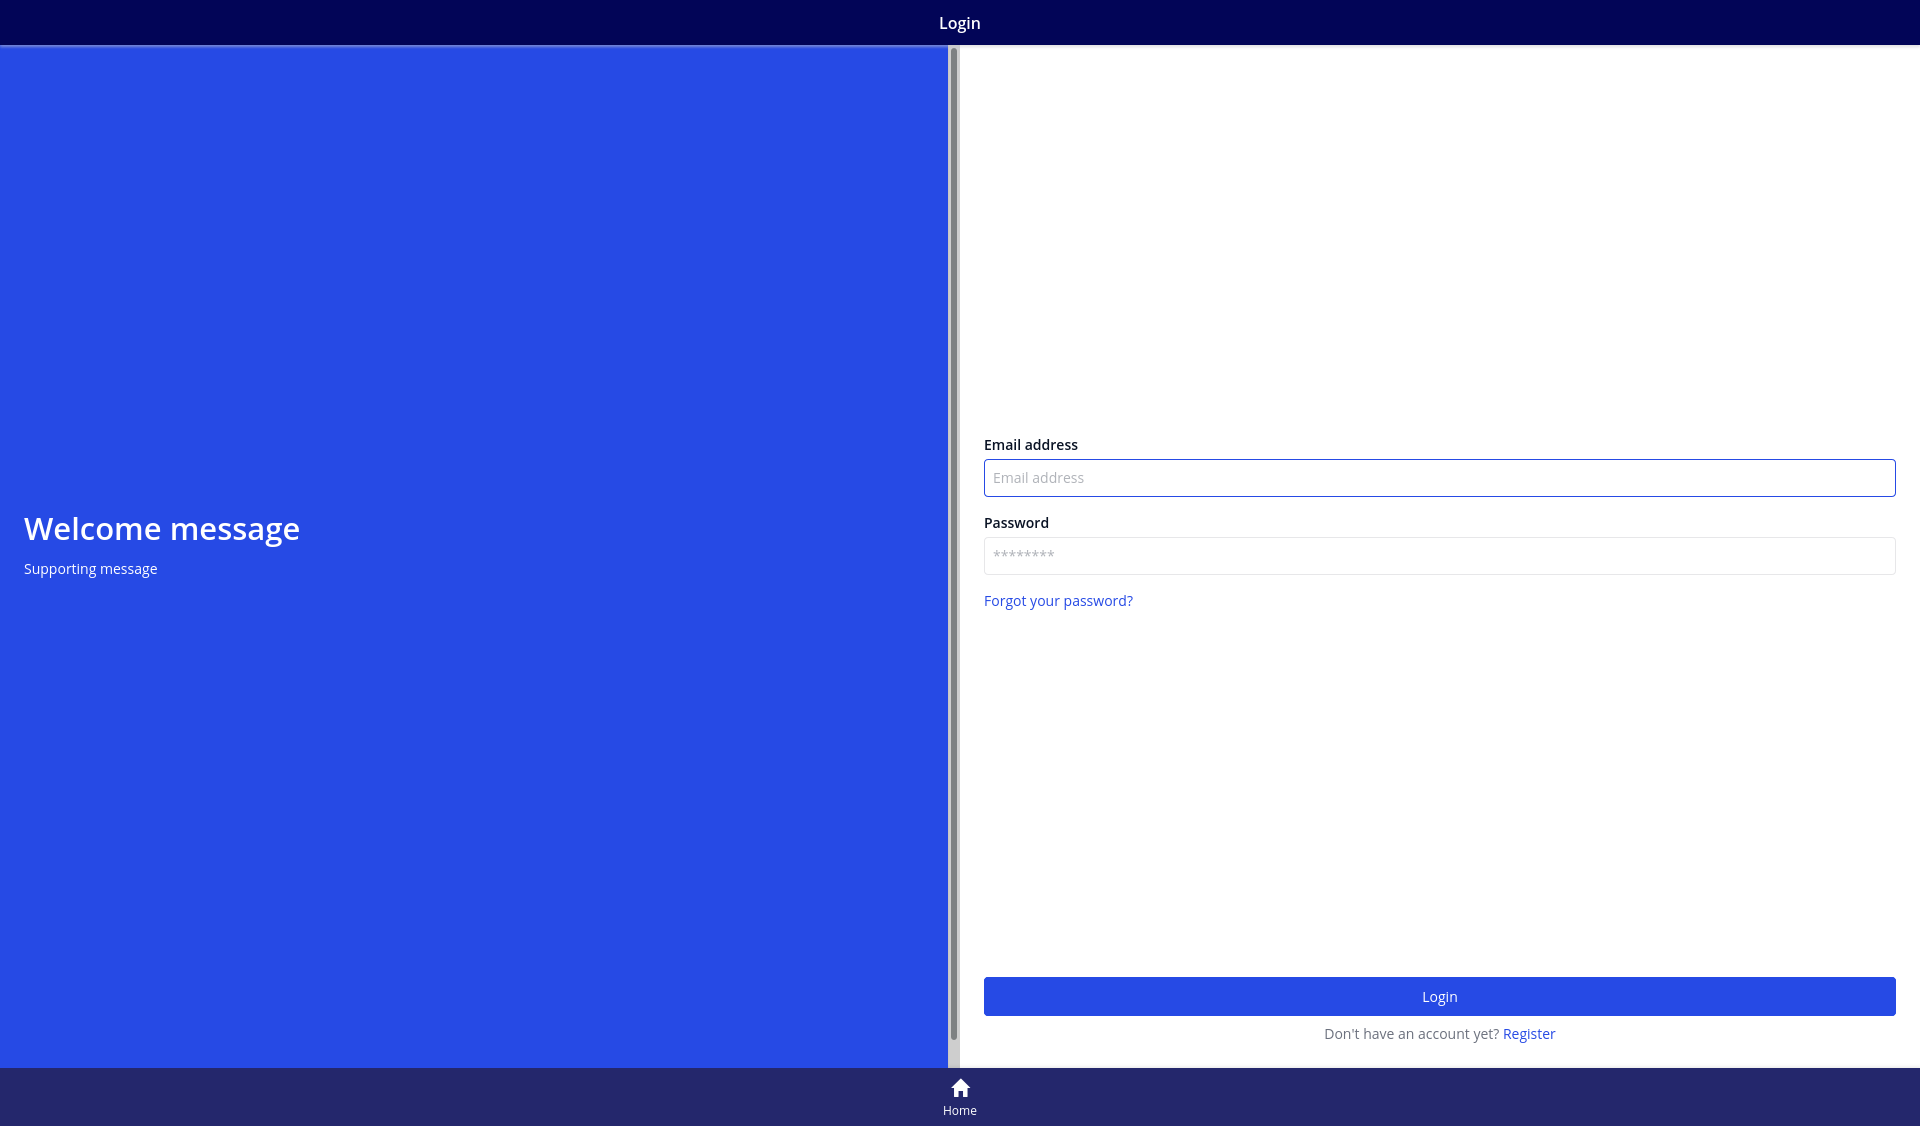 Login
Welcome message
Supporting message
Email address
Email address
Password
********
Forgot your password?
Login
Don't have an account yet? Register
Home